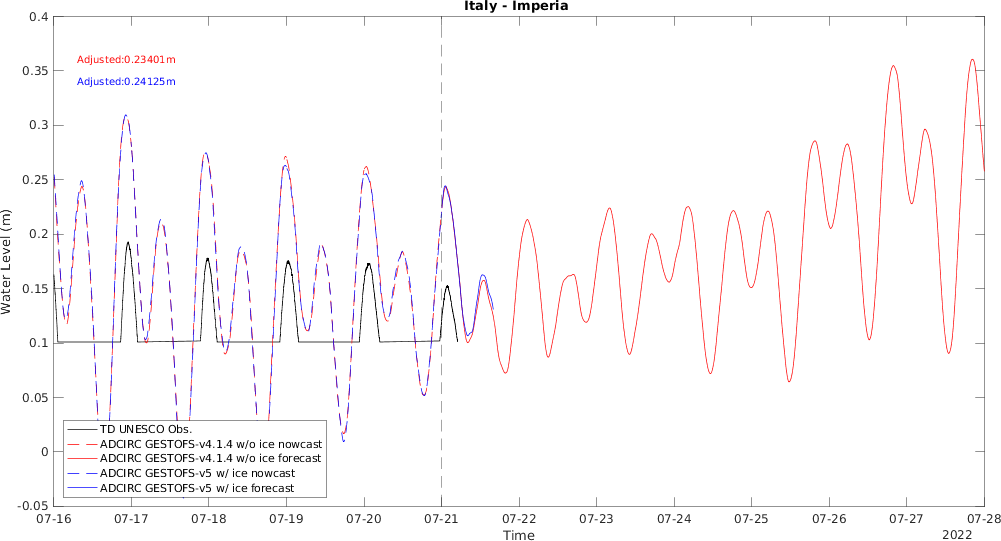 Italy - Imperia
Adjusted:0.23401m
Adjusted:0.24125m
Water Level (m)
0.4
0.35
0.3
0.25
0.2
0.15
0.1
0.05
0
-0.05
TD UNESCO Obs.
ADCIRC GESTOFS-v4.1.4 w/o ice nowcast
ADCIRC GESTOFS-v4.1.4 w/o ice forecast
ADCIRC GESTOFS-v5 w/ ice nowcast
ADCIRC GESTOFS-v5 w/ ice forecast
07-16 07-17 07-18 07-19 07-20 07-21 07-22 07-23 07-24 07-25 07-26 07-27 07-28
Time
2022